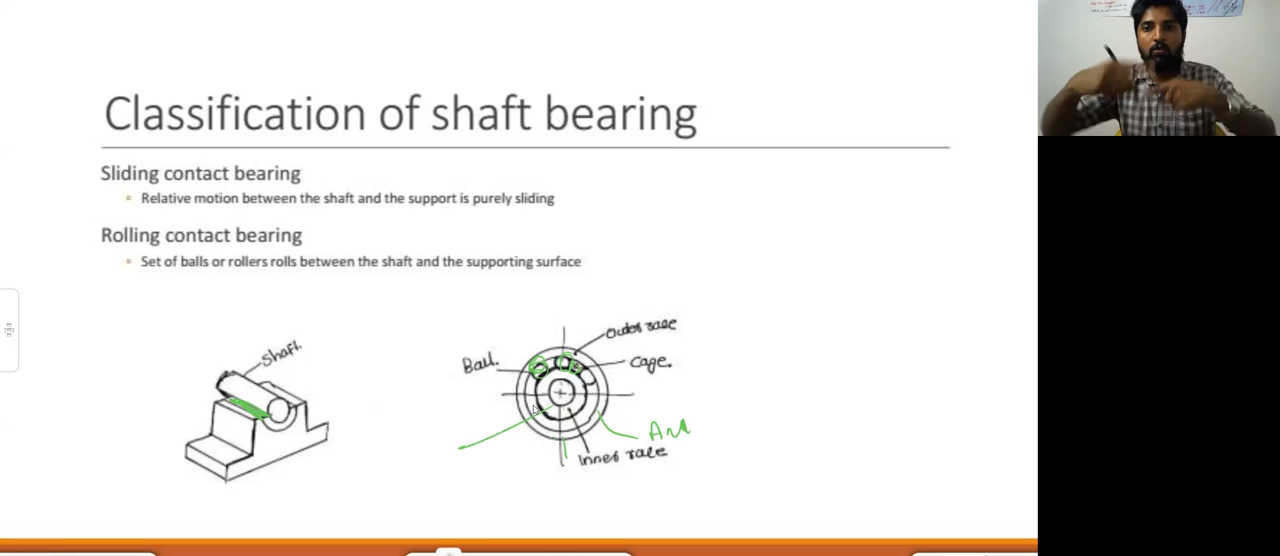 Classification of shaft bearing
Sliding contact bearing
Relative motion between the shaft and the support is purely sliding
Rolling contact bearing
Set of balls or rollers rolls between the shaft and the supporting surface
Shaft.
Ball.
Outer race
Cage.
Inner race